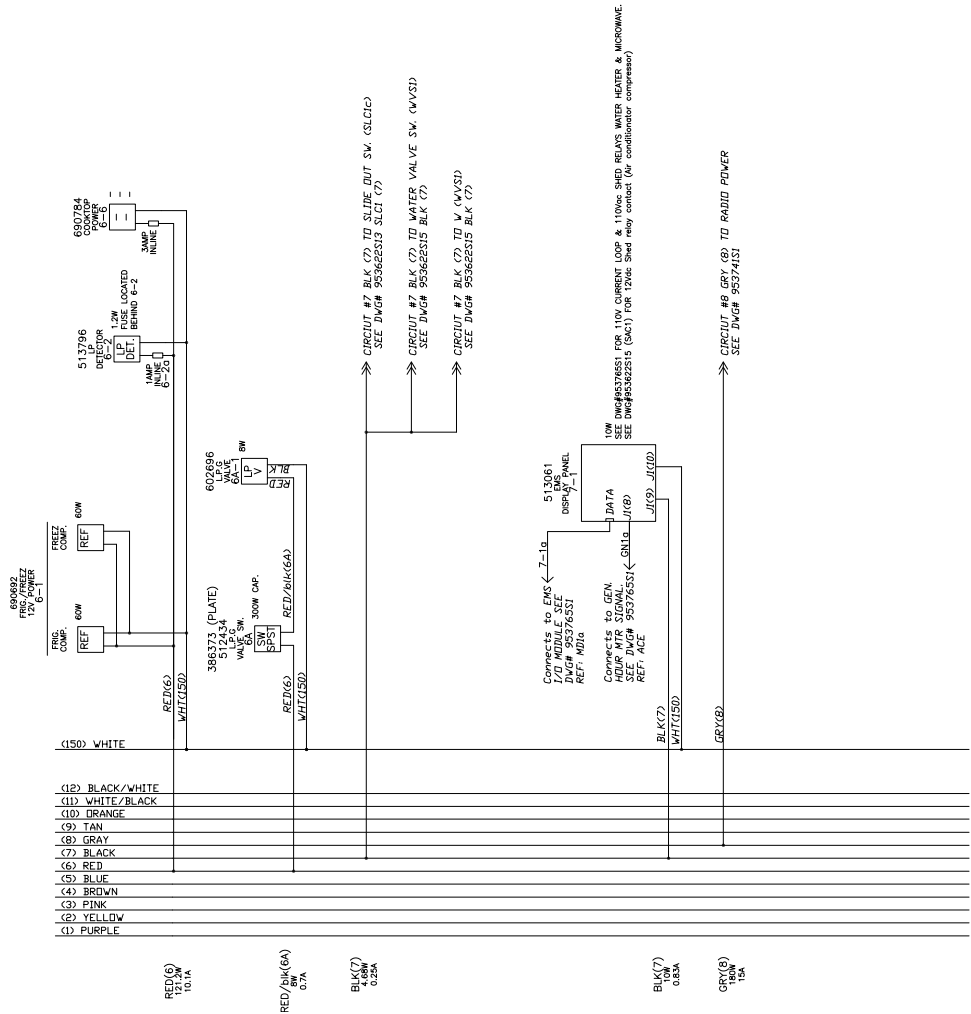 690692
FRIG./FREEZ
12V POWER
6-1
FRIG.
COMP.
REF
60W
FREEZ
COMP.
REF
60W
513796
LP
DETECTOR
6-2
LP
DET.
1.2W
FUSE LOCATED
BEHIND 6-2
1AMP
INLINE
6-2a
690784
COOKTOP
POWER
6-6
3AMP
INLINE
RED(6)
WHT(150)
386373 (PLATE)
512434
L.P.G
VALVE SW.
6A
SW
SPST
300W CAP.
RED(6)
WHT(150)
RED/blk(6A)
602696
L.P.G
VALVE
6A-1
LP
V
8W
RED
BLK
CIRCIUT #7 BLK (7) TO SLIDE OUT SW. (SLC1c)
SEE DWG# 953622S13 SLC1 (7)
CIRCIUT #7 BLK (7) TO WATER VALVE SW. (WVS1)
SEE DWG# 953622S15 BLK (7)
CIRCIUT #7 BLK (7) TO W (WVS1)
SEE DWG# 953622S15 BLK (7)
513061
EMS
DISPLAY PANEL
7-1
10W
SEE DWG#953765S1 FOR 110V CURRENT LOOP & 110Vac SHED RELAYS WATER HEATER & MICROWAVE.
SEE DWG#953622S15 (SAC1) FOR 12Vdc Shed relay contact (Air conditionator compressor)
DATA
J1(8)
J1(9)
J1(10)
7-1a
GN1a
Connects to EMS
I/O MODULE SEE
DWG# 953765S1
REF: MD1a
Connects to GEN.
HOUR MTR SIGNAL.
SEE DWG# 953765S1
REF: ACE
BLK(7)
WHT(150)
GRY(8)
CIRCIUT #8 GRY (8) TO RADIO POWER
SEE DWG# 953741S1
(150) WHITE
(12) BLACK/WHITE
(11) WHITE/BLACK
(10) ORANGE
(9) TAN
(8) GRAY
(7) BLACK
(6) RED
(5) BLUE
(4) BROWN
(3) PINK
(2) YELLOW
(1) PURPLE
RED(6)
121.2W
10.1A
RED/blk(6A)
8W
0.7A
BLK(7)
4.68W
0.25A
BLK(7)
10W
0.83A
GRY(8)
180W
15A